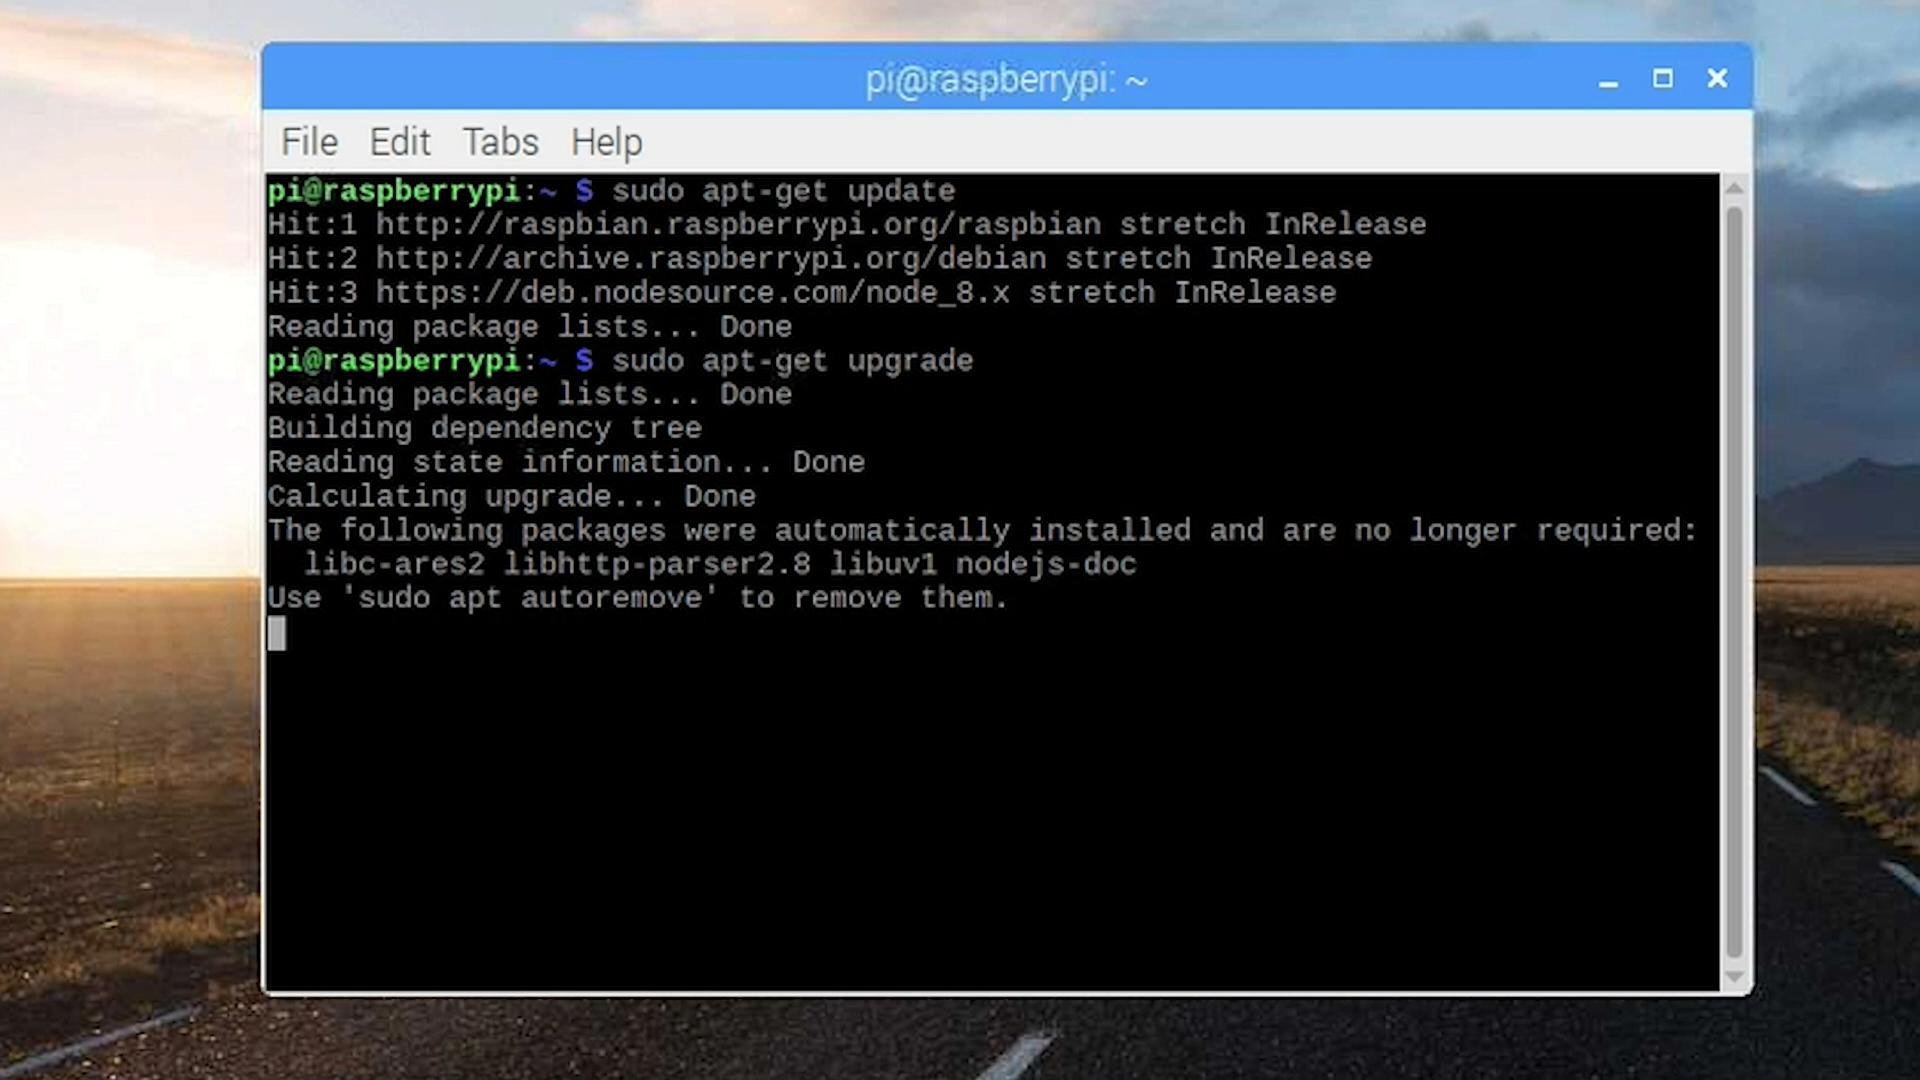 pi@raspberrypi: ~
File Edit Tabs Help
pi@raspberrypi:~ $ sudo apt-get update
Hit:1 http://raspbian.raspberrypi.org/raspbian stretch InRelease
Hit:2 http://archive.raspberrypi.org/debian stretch InRelease
Hit:3 https://deb.nodesource.com/node_8.x stretch InRelease
Reading package lists... Done
pi@raspberrypi:~ $ sudo apt-get upgrade
Reading package lists... Done
Building dependency tree
Reading state information... Done
Calculating upgrade... Done
The following packages were automatically installed and are no longer required:
  libc-ares2 libhttp-parser2.8 libuv1 nodejs-doc
Use 'sudo apt autoremove' to remove them.